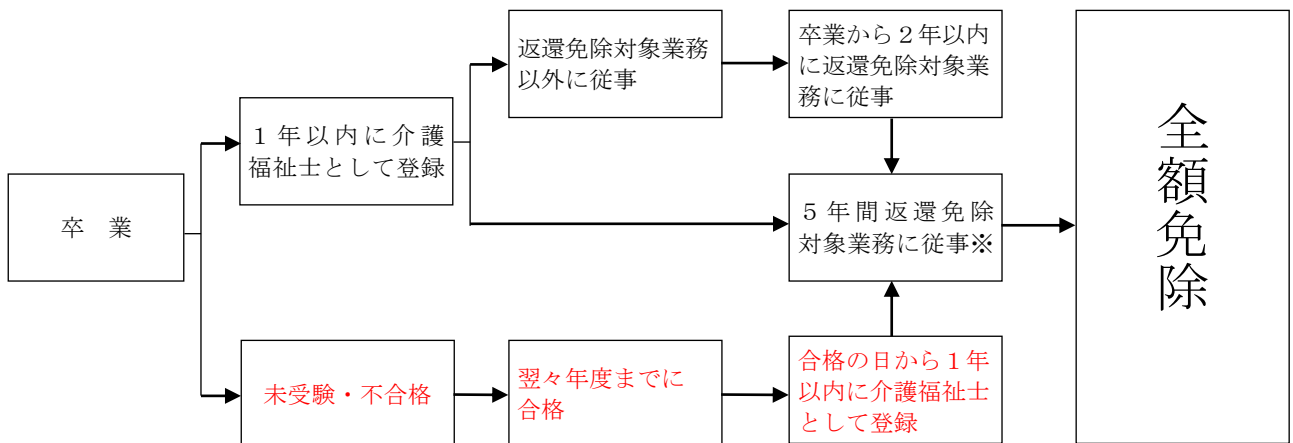 卒　業
１年以内に介護
福祉士として登録
返還免除対象業務
以外に従事
卒業から２年以内
に返還免除対象業
務に従事
５年間返還免除
対象業務に従事※
未受験・不合格
翌々年度までに
合格
合格の日から１年
以内に介護福祉士
として登録
全額免除